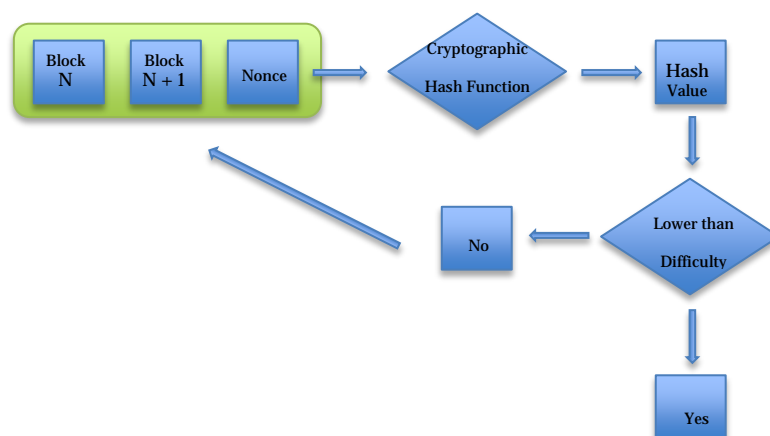 Block
N
Block
N + 1
Nonce
Cryptographic
Hash Function
Hash
Value
Lower than
Difficulty
No
Yes